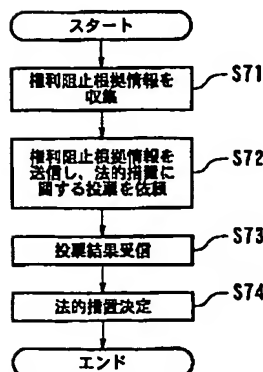 スタート
権利阻止根拠情報を
収集
S71
権利阻止根拠情報を
送信し、法的措置に
関する投票を依頼
S72
投票結果受信
S73
法的措置決定
S74
エンド